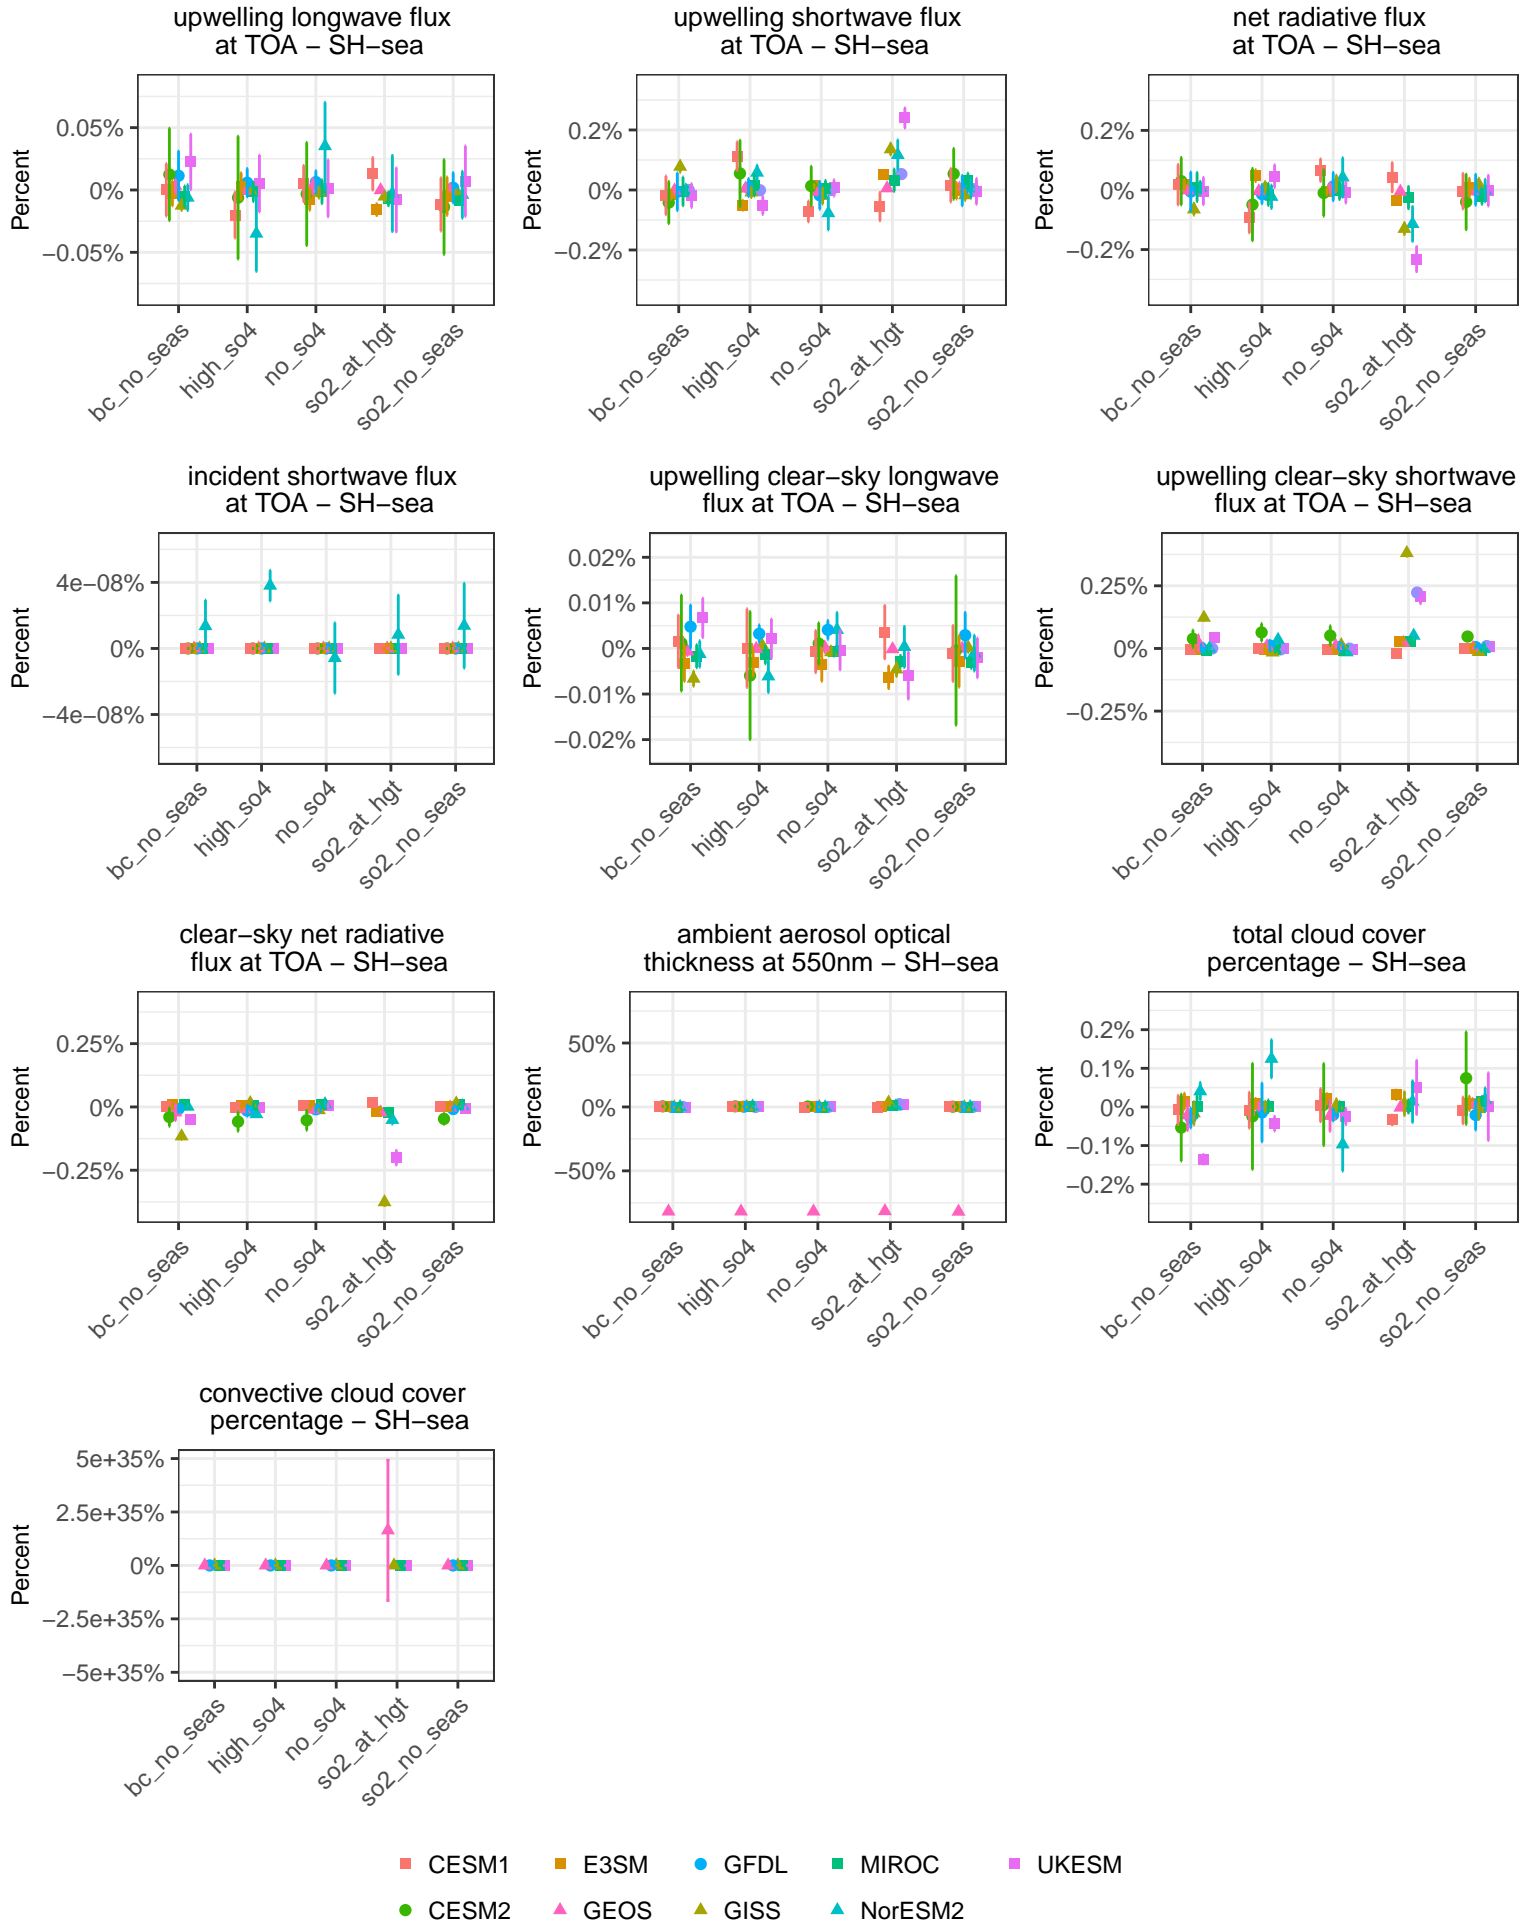 upwelling longwave flux
at TOA − SH−sea
Percent
0.05%
0%
−0.05%
bc_no_seas
high_so4
no_so4
so2_at_hgt
so2_no_seas
upwelling shortwave flux
at TOA − SH−sea
Percent
0.2%
0%
−0.2%
bc_no_seas
high_so4
no_so4
so2_at_hgt
so2_no_seas
net radiative flux
at TOA − SH−sea
Percent
0.2%
0%
−0.2%
bc_no_seas
high_so4
no_so4
so2_at_hgt
so2_no_seas
incident shortwave flux
at TOA − SH−sea
Percent
4e−08%
0%
−4e−08%
bc_no_seas
high_so4
no_so4
so2_at_hgt
so2_no_seas
upwelling clear−sky longwave
flux at TOA − SH−sea
Percent
0.02%
0.01%
0%
−0.01%
−0.02%
bc_no_seas
high_so4
no_so4
so2_at_hgt
so2_no_seas
upwelling clear−sky shortwave
flux at TOA − SH−sea
Percent
0.25%
0%
−0.25%
bc_no_seas
high_so4
no_so4
so2_at_hgt
so2_no_seas
clear−sky net radiative
flux at TOA − SH−sea
Percent
0.25%
0%
−0.25%
bc_no_seas
high_so4
no_so4
so2_at_hgt
so2_no_seas
ambient aerosol optical
thickness at 550nm − SH−sea
Percent
50%
0%
−50%
bc_no_seas
high_so4
no_so4
so2_at_hgt
so2_no_seas
total cloud cover
percentage − SH−sea
Percent
0.2%
0.1%
0%
−0.1%
−0.2%
bc_no_seas
high_so4
no_so4
so2_at_hgt
so2_no_seas
convective cloud cover
percentage − SH−sea
Percent
5e+35%
2.5e+35%
0%
−2.5e+35%
−5e+35%
bc_no_seas
high_so4
no_so4
so2_at_hgt
so2_no_seas
CESM1 E3SM GFDL MIROC UKESM
CESM2 GEOS GISS NorESM2